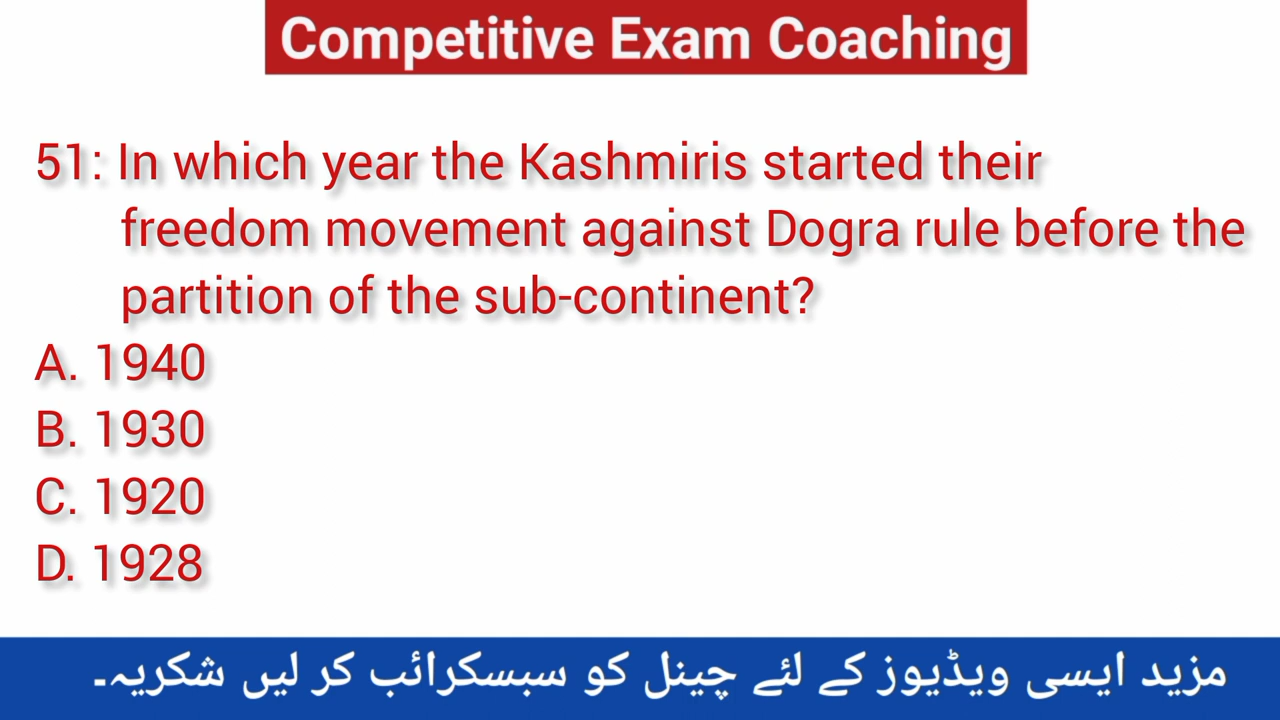 Competitive Exam Coaching
51: In which year the Kashmiris started their
freedom movement against Dogra rule before the
partition of the sub-continent?
A. 1940
B. 1930
C. 1920
D. 1928
مزید ایسی ویڈیوز کے لئے چینل کو سبسکرائب کر لیں شکریہ۔